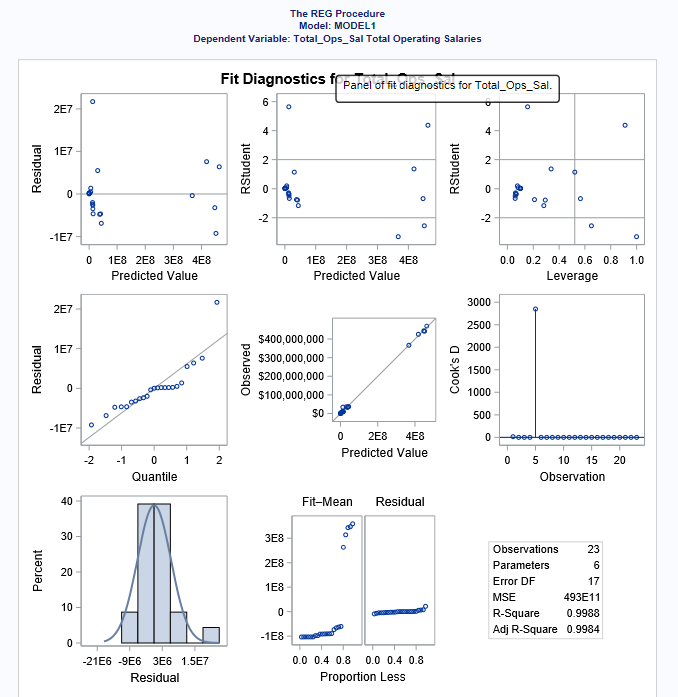 The REG Procedure
Model: MODEL1
Dependent Variable: Total_Ops_Sal Total Operating Salaries
Fit Diagnostics for Total_Ops_Sal
Panel of fit diagnostics for Total_Ops_Sal.
Residual
2E7
1E7
0
-1E7
0 1E8 2E8 3E8 4E8
Predicted Value
RStudent
6
4
2
0
-2
0 1E8 2E8 3E8 4E8
Predicted Value
RStudent
6
4
2
0
-2
0.0 0.2 0.4 0.6 0.8 1.0
Leverage
Residual
2E7
1E7
0
-1E7
-2 -1 0 1 2
Quantile
Observed
$400,000,000
$300,000,000
$200,000,000
$100,000,000
$0
0 2E8 4E8
Predicted Value
Cook's D
3000
2500
2000
1500
1000
500
0
0 5 10 15 20
Observation
Percent
40
30
20
10
0
-21E6 -9E6 3E6 1.5E7
Residual
Fit–Mean Residual
3E8
2E8
1E8
0
-1E8
0.0 0.4 0.8 0.0 0.4 0.8
Proportion Less
Observations 23
Parameters 6
Error DF 17
MSE 493E11
R-Square 0.9988
Adj R-Square 0.9984